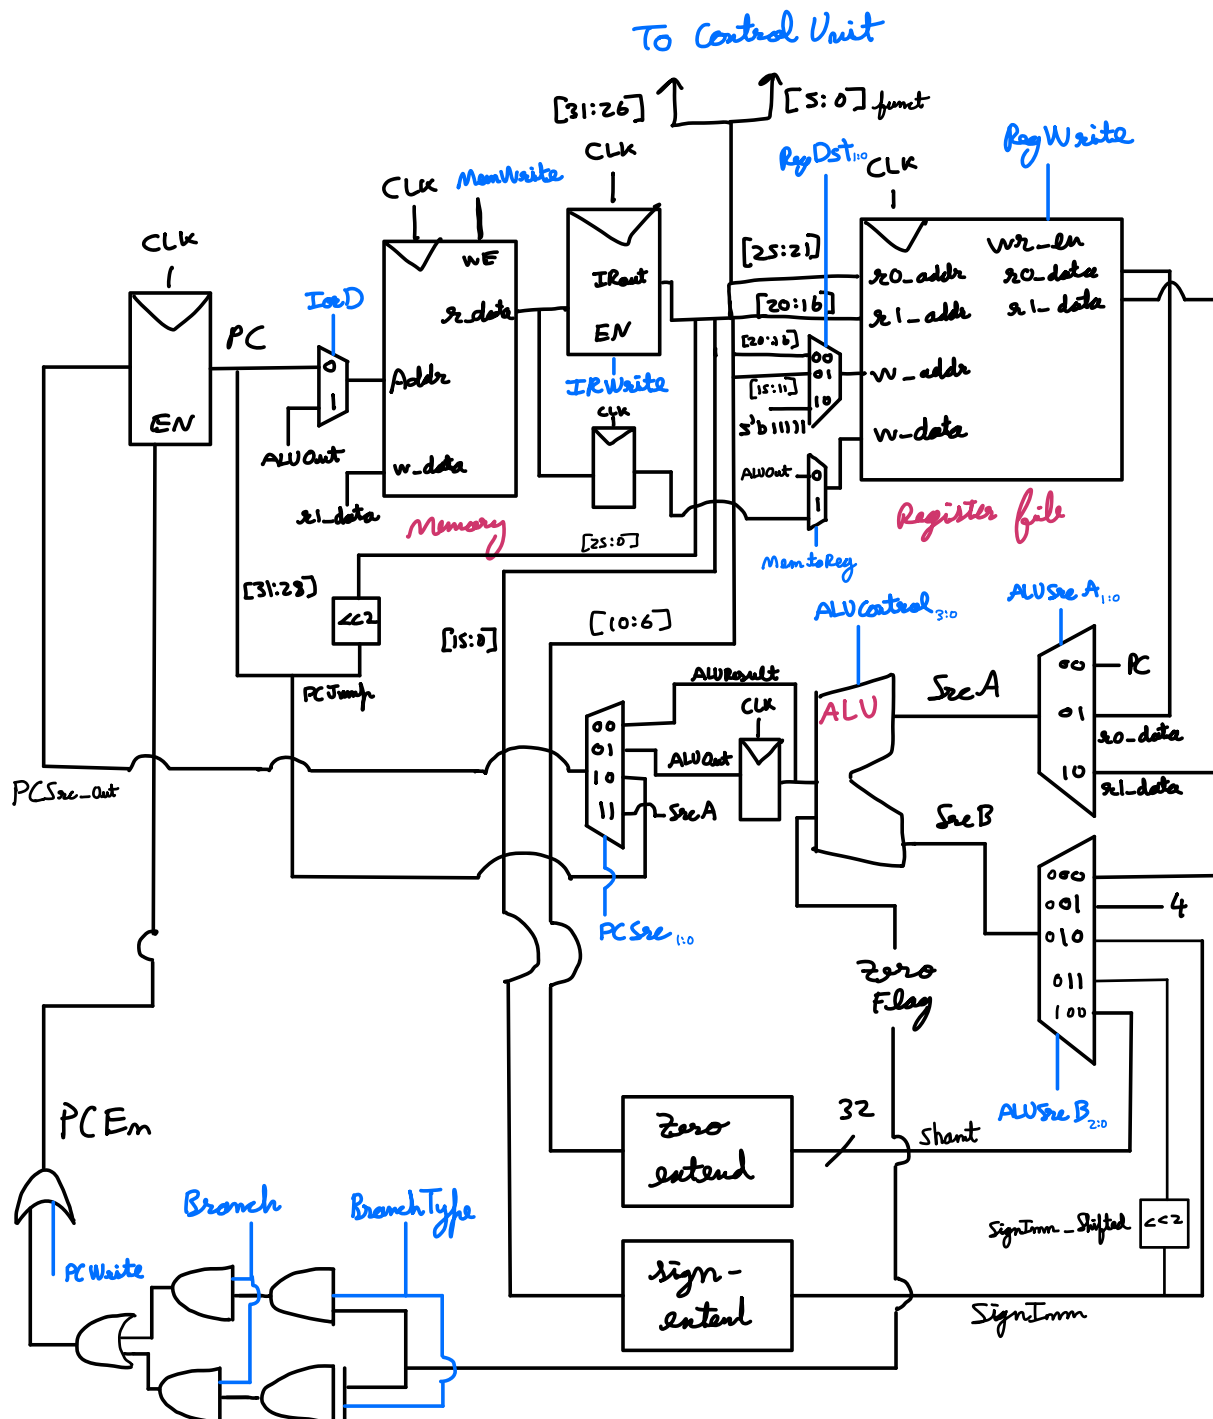 To Control Unit
[31:26]
[5:0] funct
CLK
RegDst1:0
RegWrite
CLK
CLK
MemWrite
CLK
IorD
PC
EN
0
1
ALUOut
r1_data
WE
r_data
Addr
w_data
Memory
IRout
EN
IRWrite
CLK
[25:21]
[20:16]
[20:16]
[15:11]
5'b11111
00
01
10
wr_en
r0_addr
r0_data
r1_addr
r1_data
w_addr
w_data
Register file
ALUOut
0
1
MemtoReg
[25:0]
[31:28]
<<2
PCJump
[15:0]
[10:6]
ALUControl3:0
ALUSrcA1:0
ALUResult
CLK
ALU
SrcA
00
PC
01
r0_data
10
r1_data
00
01
10
11
ALUOut
SrcA
PCSrc_Out
PCSrc1:0
SrcB
000
001
4
010
011
100
Zero
Flag
ALUSrcB2:0
PCEn
Zero
extend
32
Shamt
Branch
BranchType
PCWrite
sign-
extend
SignImm_Shifted
<<2
SignImm